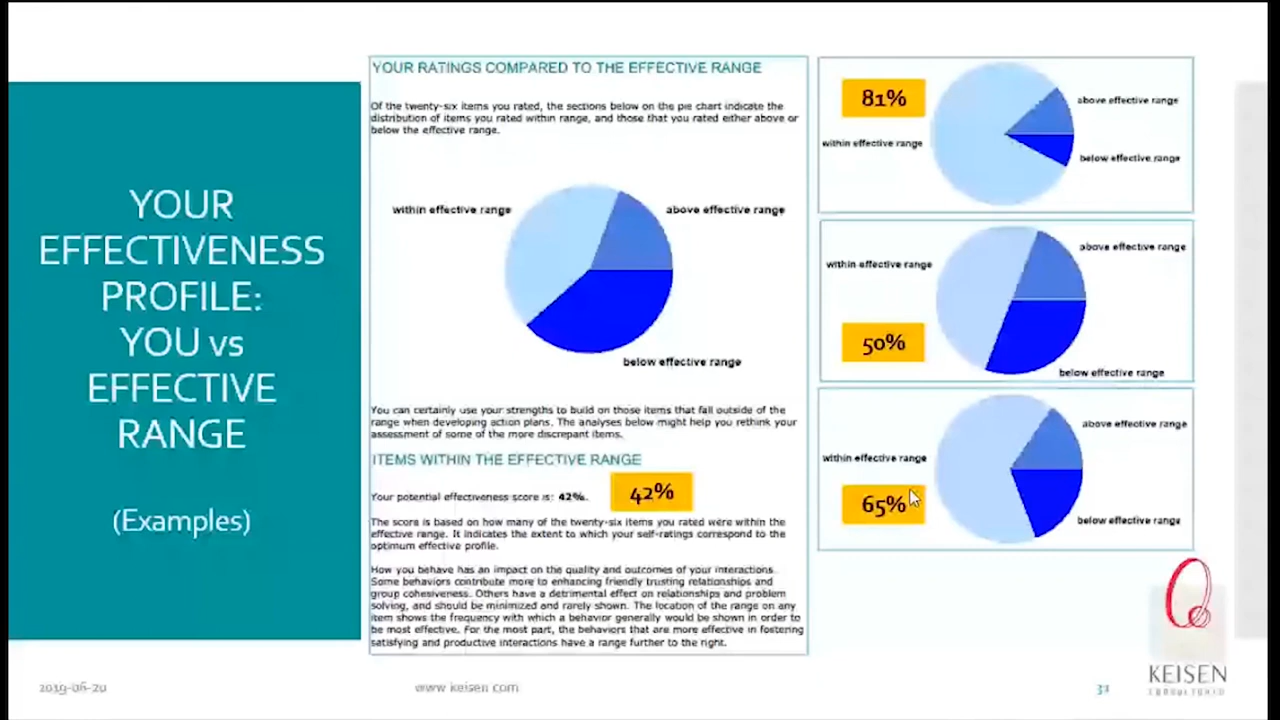 YOUR
EFFECTIVENESS
PROFILE:
YOU vs
EFFECTIVE
RANGE
(Examples)
YOUR RATINGS COMPARED TO THE EFFECTIVE RANGE
Of the twenty-six items you rated, the sections below on the pie chart indicate the
distribution of items you rated within range, and those that you rated either above or
below the effective range.
within effective range
above effective range
below effective range
You can certainly use your strengths to build on those items that fall outside of the
range when developing action plans. The analyses below might help you rethink your
assessment of some of the more discrepant items.
ITEMS WITHIN THE EFFECTIVE RANGE
Your potential effectiveness score is: 42%.
42%
The score is based on how many of the twenty-six items you rated were within the
effective range. It indicates the extent to which your self-ratings correspond to the
optimum effective profile.
How you behave has an impact on the quality and outcomes of your interactions.
Some behaviors contribute more to enhancing friendly trusting relationships and
group cohesiveness. Others have a detrimental effect on relationships and problem
solving, and should be minimized and rarely shown. The location of the range on any
item shows the frequency with which a behavior generally would be shown in order to
be most effective. For the most part, the behaviors that are more effective in fostering
satisfying and productive interactions have a range further to the right.
81%
above effective range
within effective range
below effective range
above effective range
within effective range
50%
below effective range
above effective range
within effective range
65%
below effective range
2019-06-20
www keisen com
31
KEISEN